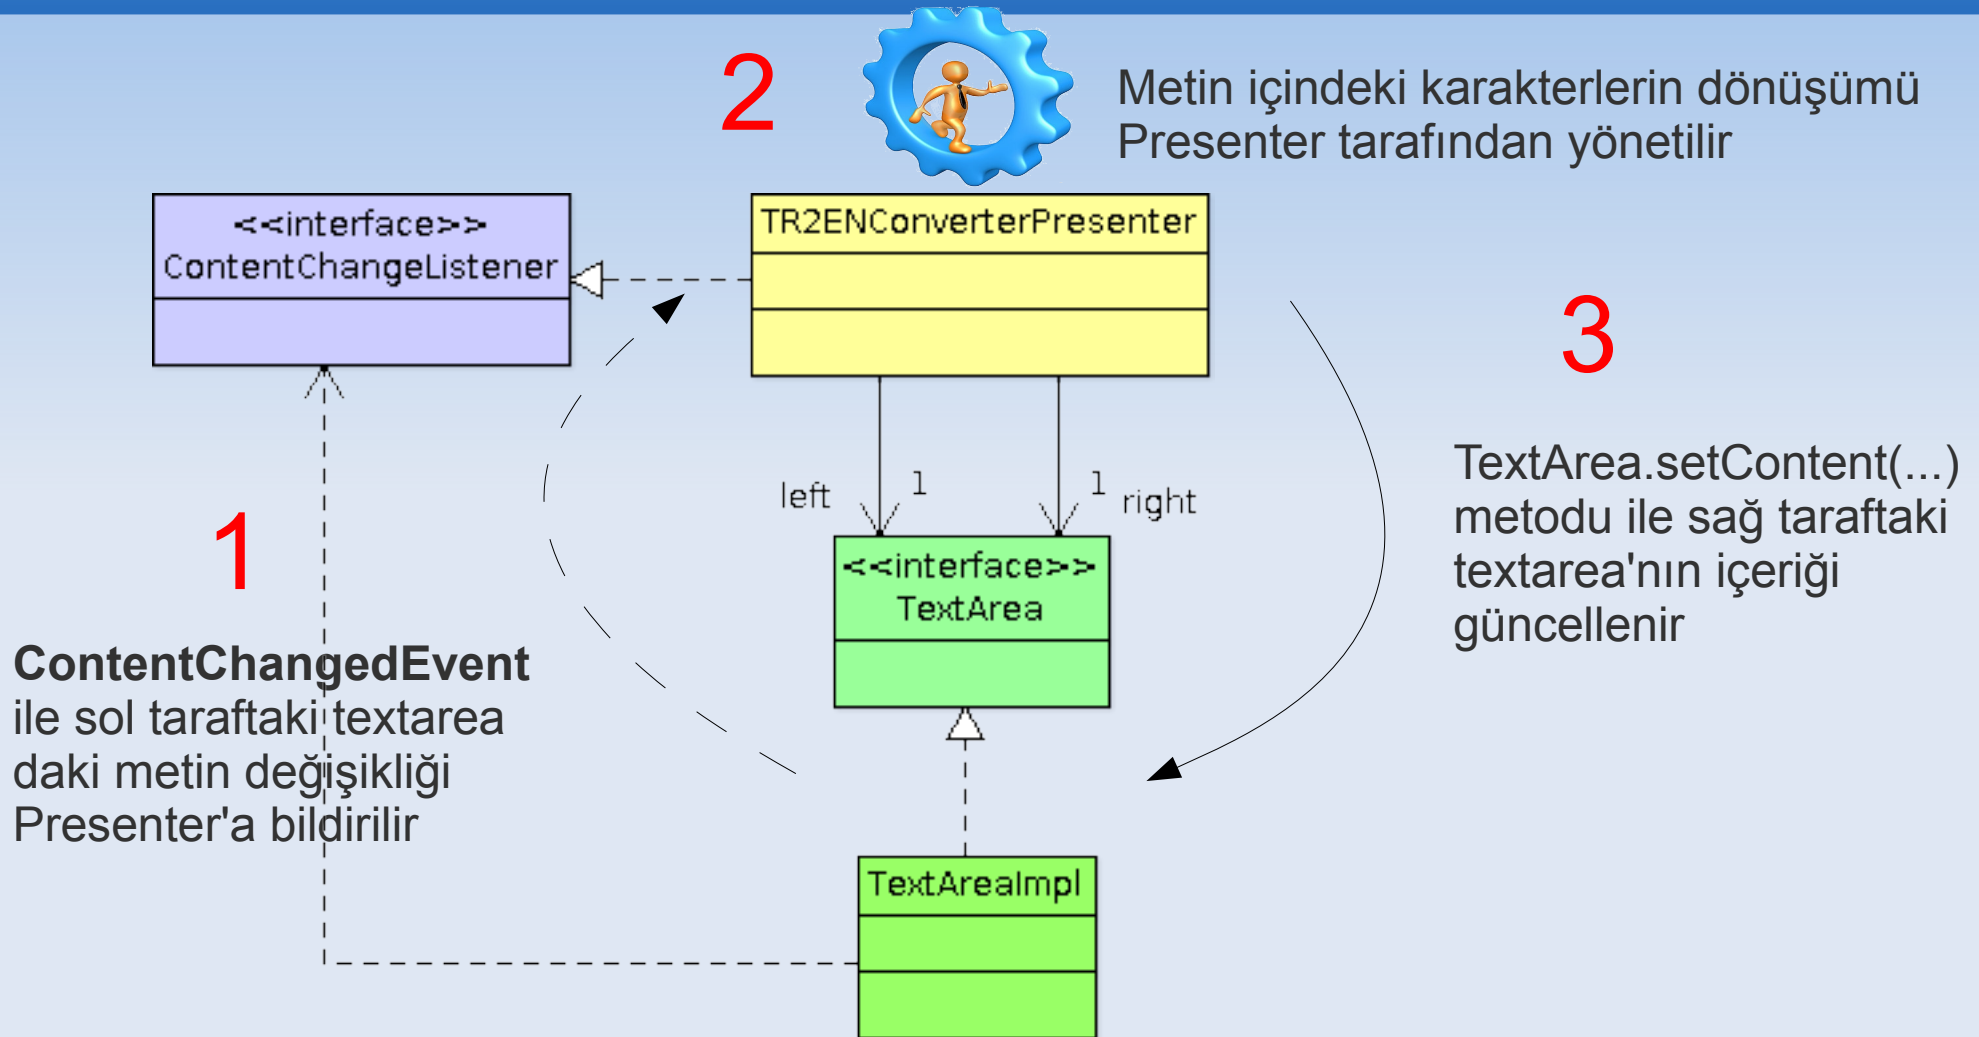 2
Metin içindeki karakterlerin dönüşümü
Presenter tarafından yönetilir
<<interface>>
ContentChangeListener
TR2ENConverterPresenter
3
TextArea.setContent(...)
metodu ile sağ taraftaki
textarea'nın içeriği
güncellenir
left
1
1
right
1
<<interface>>
TextArea
ContentChangedEvent
ile sol taraftaki textarea
daki metin değişikliği
Presenter'a bildirilir
TextAreaImpl